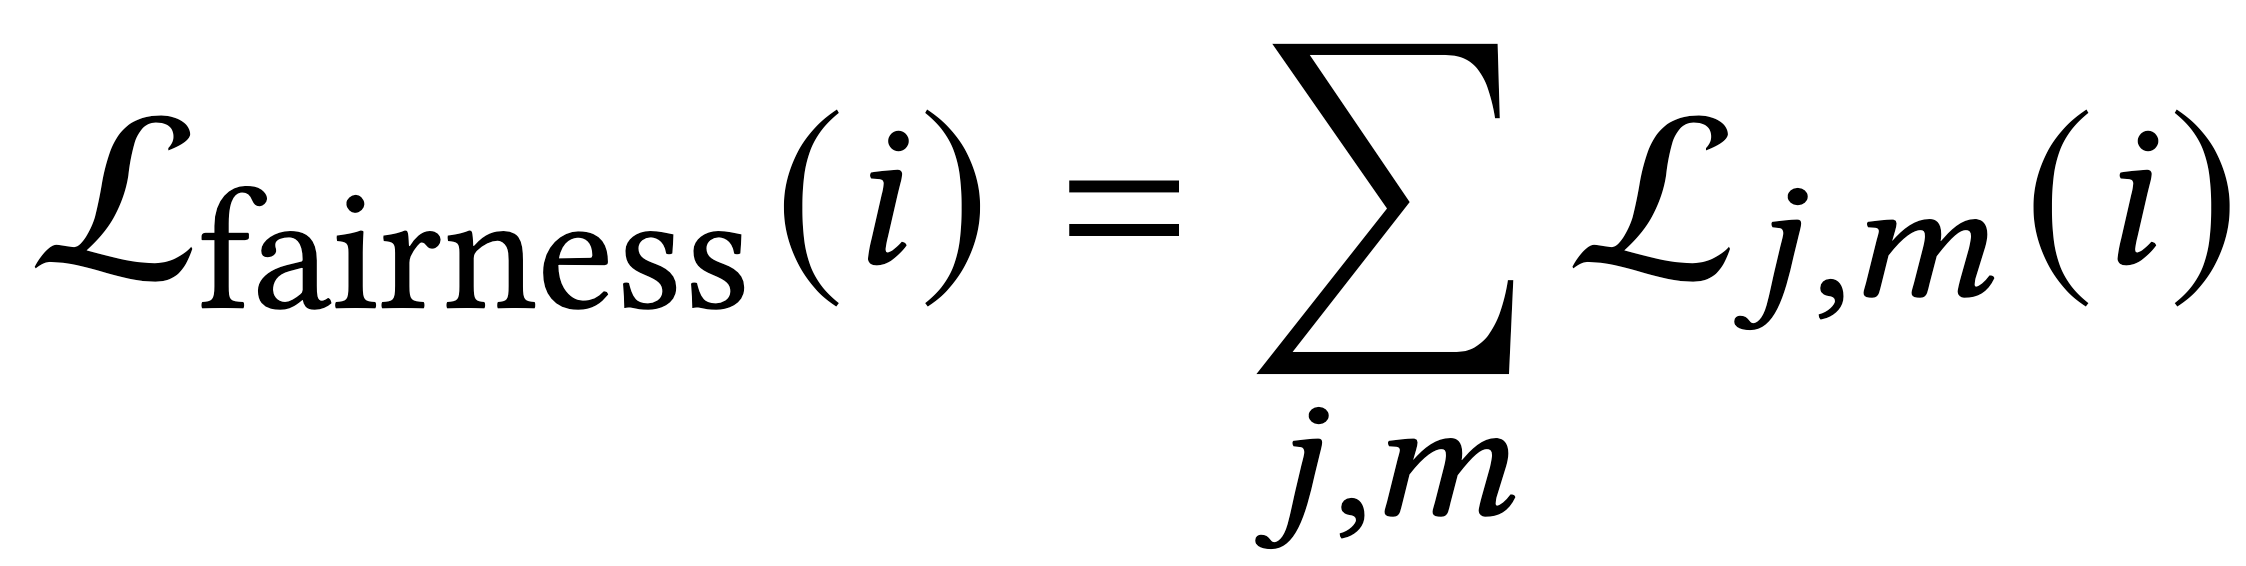 ℒ_fairness(i) = ∑_{j,m} ℒ_{j,m}(i)